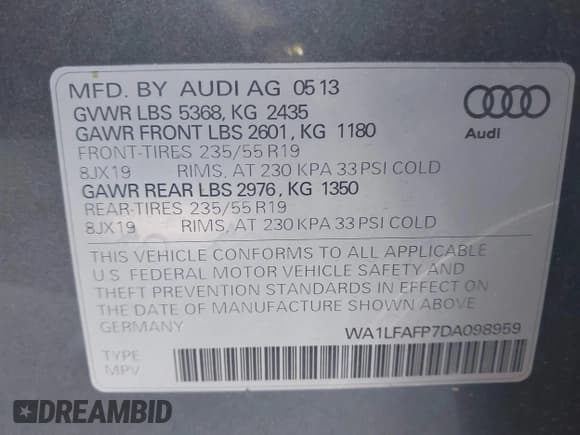 MFD. BY AUDI AG 05 13
GVWR LBS 5368, KG 2435
GAWR FRONT LBS 2601, KG 1180
FRONT-TIRES 235/55 R19
8JX19 RIMS, AT 230 KPA 33 PSI COLD
GAWR REAR LBS 2976, KG 1350
REAR-TIRES 235/55 R19
8JX19 RIMS, AT 230 KPA 33 PSI COLD
Audi
THIS VEHICLE CONFORMS TO ALL APPLICABLE
U.S. FEDERAL MOTOR VEHICLE SAFETY AND
THEFT PREVENTION STANDARDS IN EFFECT ON
THE DATE OF MANUFACTURE SHOWN ABOVE
GERMANY
WA1LFAFP7DA098959
TYPE
MPV
DREAMBID